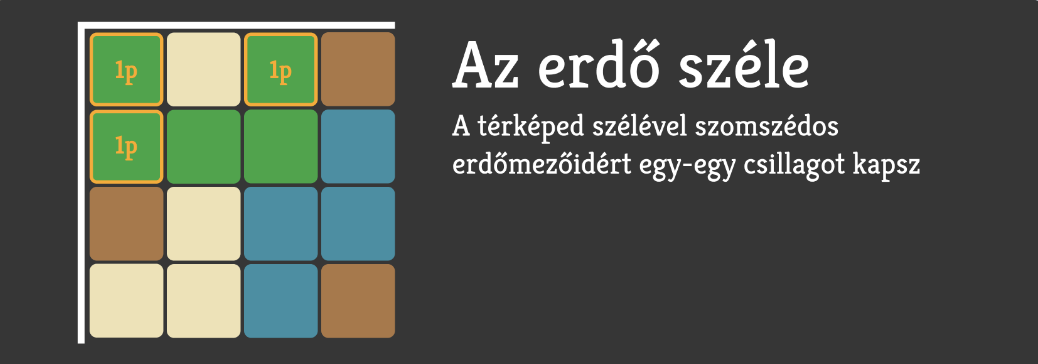 1p
1p
1p
Az erdő széle
A térképed szélével szomszédos
erdőmezőidért egy-egy csillagot kapsz